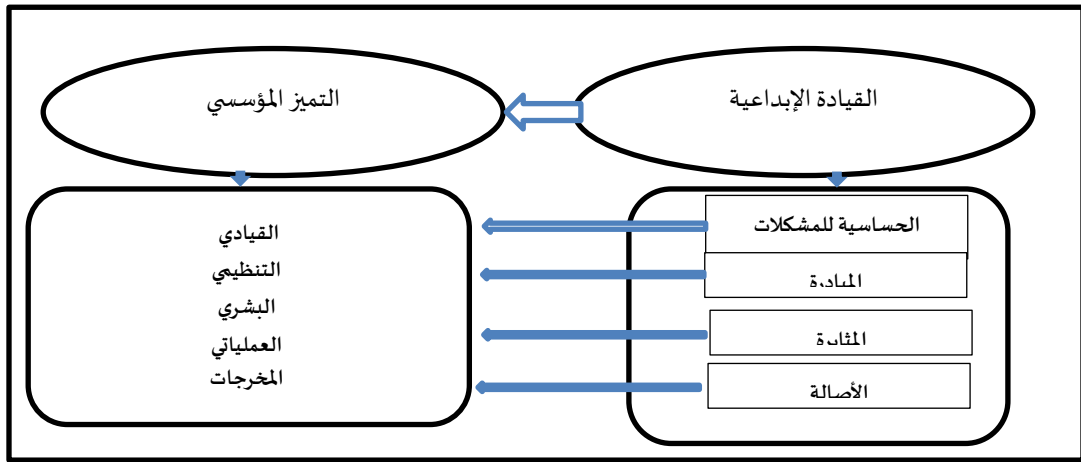 القيادة الإبداعية
التميز المؤسسي
الحساسية للمشكلات
المبادرة
المثابرة
الأصالة
القيادي
التنظيمي
البشري
العملياتي
المخرجات